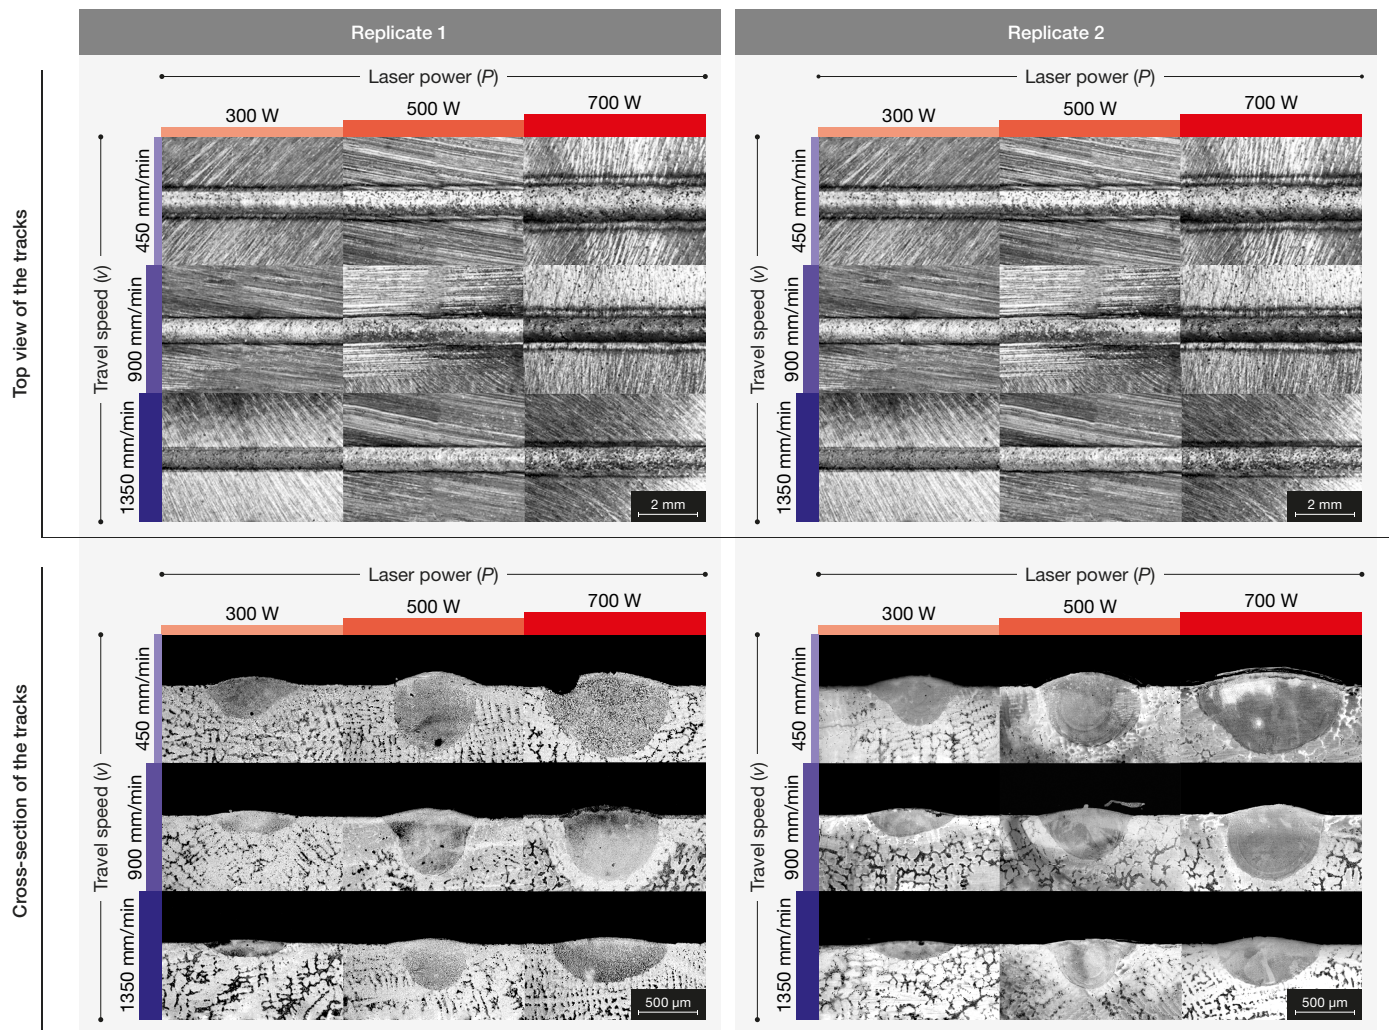 Replicate 1
Replicate 2
Top view of the tracks
Laser power (P)
300 W
500 W
700 W
Travel speed (v)
450 mm/min
900 mm/min
1350 mm/min
2 mm
Laser power (P)
300 W
500 W
700 W
Travel speed (v)
450 mm/min
900 mm/min
1350 mm/min
2 mm
Cross-section of the tracks
Laser power (P)
300 W
500 W
700 W
Travel speed (v)
450 mm/min
900 mm/min
1350 mm/min
500 µm
Laser power (P)
300 W
500 W
700 W
Travel speed (v)
450 mm/min
900 mm/min
1350 mm/min
500 µm